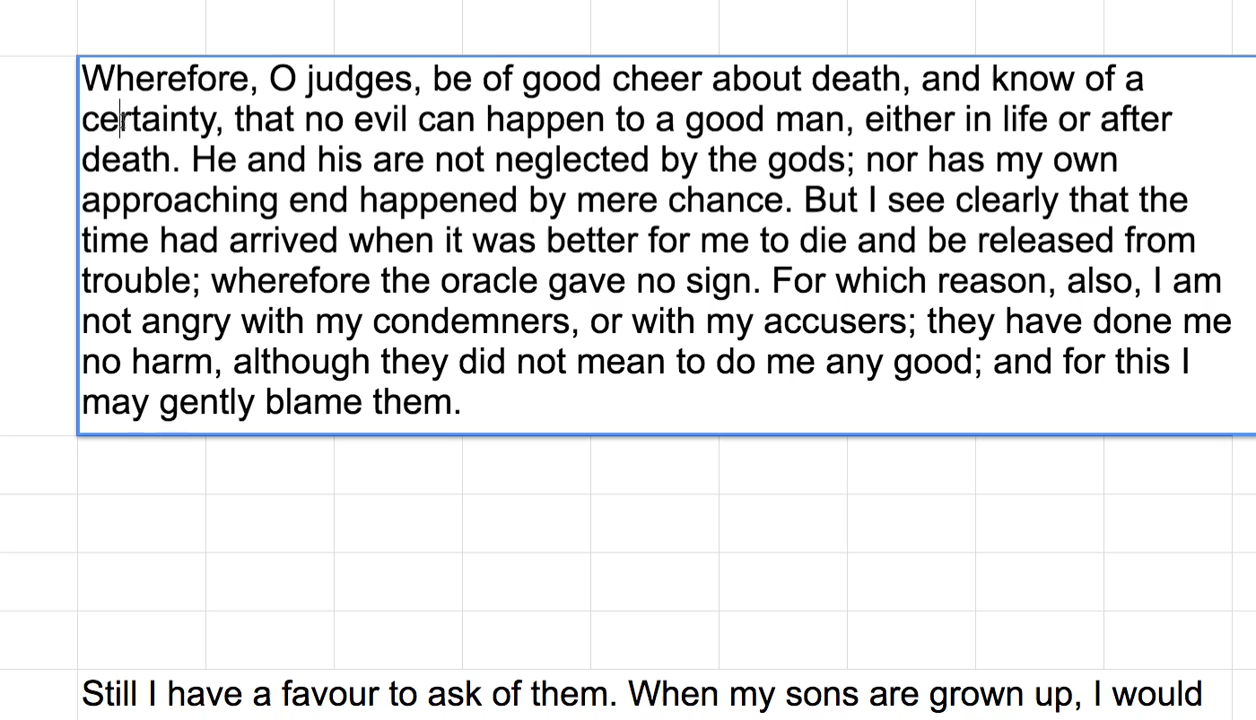 Wherefore, O judges, be of good cheer about death, and know of a
certainty, that no evil can happen to a good man, either in life or after
death. He and his are not neglected by the gods; nor has my own
approaching end happened by mere chance. But I see clearly that the
time had arrived when it was better for me to die and be released from
trouble; wherefore the oracle gave no sign. For which reason, also, I am
not angry with my condemners, or with my accusers; they have done me
no harm, although they did not mean to do me any good; and for this I
may gently blame them.
Still I have a favour to ask of them. When my sons are grown up, I would